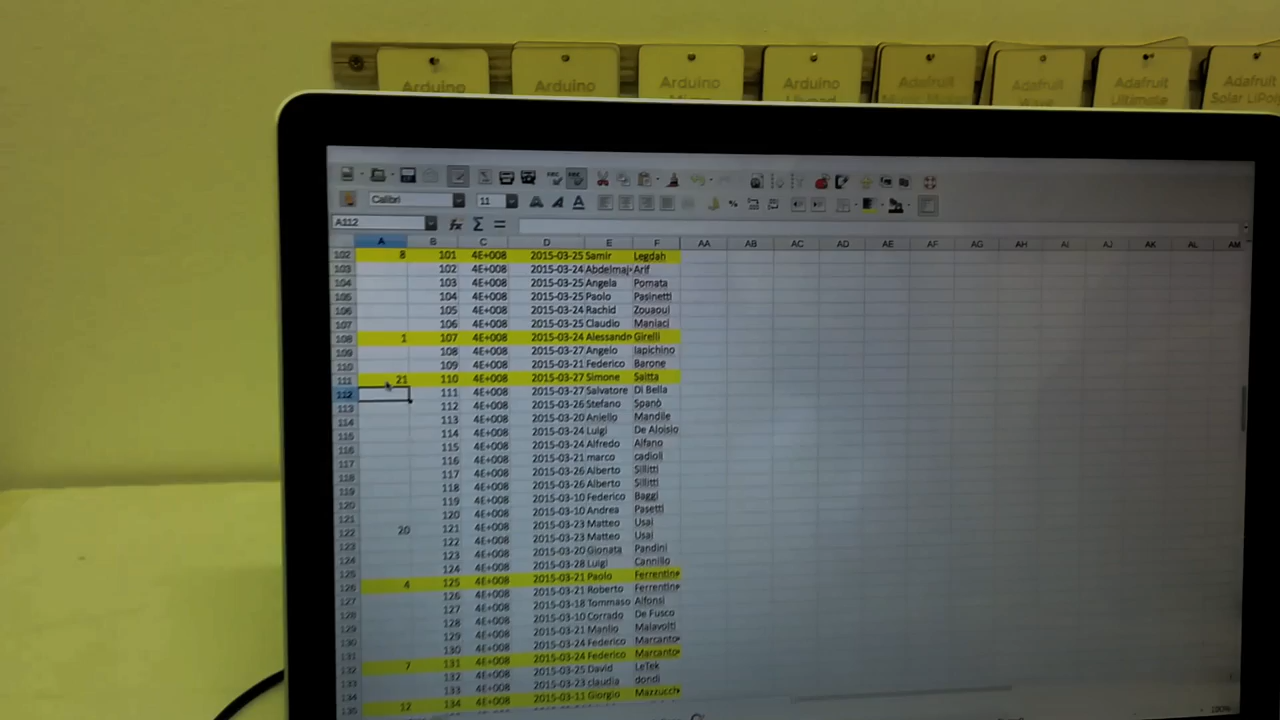 Arduino
Arduino
Arduino
Arduino
Adafruit
Adafruit
Adafruit Ultimate
Adafruit Solar LiPo
Calibri 11
A112
A B C D E F AA AB AC AD AE AF AG AH AI AJ AK AL AM
102 8 101 4E+008 2015-03-25 Samir Legdah
103 102 4E+008 2015-03-24 Abdelmaj Arif
104 103 4E+008 2015-03-25 Angela Pomata
105 104 4E+008 2015-03-25 Paolo Pasinetti
106 105 4E+008 2015-03-24 Rachid Zouaoui
107 106 4E+008 2015-03-25 Claudio Maniaci
108 1 107 4E+008 2015-03-24 Alessand Girelli
109 108 4E+008 2015-03-27 Angelo Iapichino
110 109 4E+008 2015-03-21 Federico Barone
111 21 110 4E+008 2015-03-27 Simone Saitta
112 111 4E+008 2015-03-27 Salvatore Di Bella
113 112 4E+008 2015-03-26 Stefano Spanò
114 113 4E+008 2015-03-20 Aniello Mandile
115 114 4E+008 2015-03-24 Luigi De Aloisio
116 115 4E+008 2015-03-24 Alfredo Alfano
117 116 4E+008 2015-03-21 marco cadioli
118 117 4E+008 2015-03-26 Alberto Sillitti
119 118 4E+008 2015-03-26 Alberto Sillitti
120 119 4E+008 2015-03-10 Federico Baggi
121 120 4E+008 2015-03-10 Andrea Pasetti
122 20 121 4E+008 2015-03-23 Matteo Usai
123 122 4E+008 2015-03-23 Matteo Usai
124 123 4E+008 2015-03-20 Gionata Pandini
125 124 4E+008 2015-03-28 Luigi Cannillo
126 4 125 4E+008 2015-03-21 Paolo Ferrentin
127 126 4E+008 2015-03-21 Roberto Ferrentin
128 127 4E+008 2015-03-18 Tommaso Alfonsi
129 128 4E+008 2015-03-10 Corrado De Fusco
130 129 4E+008 2015-03-21 Manlio Malavolti
131 130 4E+008 2015-03-24 Federico Marcanto
132 7 131 4E+008 2015-03-24 Federico Marcanto
133 132 4E+008 2015-03-25 David LeTek
134 133 4E+008 2015-03-23 claudia dondi
135 12 134 4E+008 2015-03-11 Giorgio Mazzucch
100%